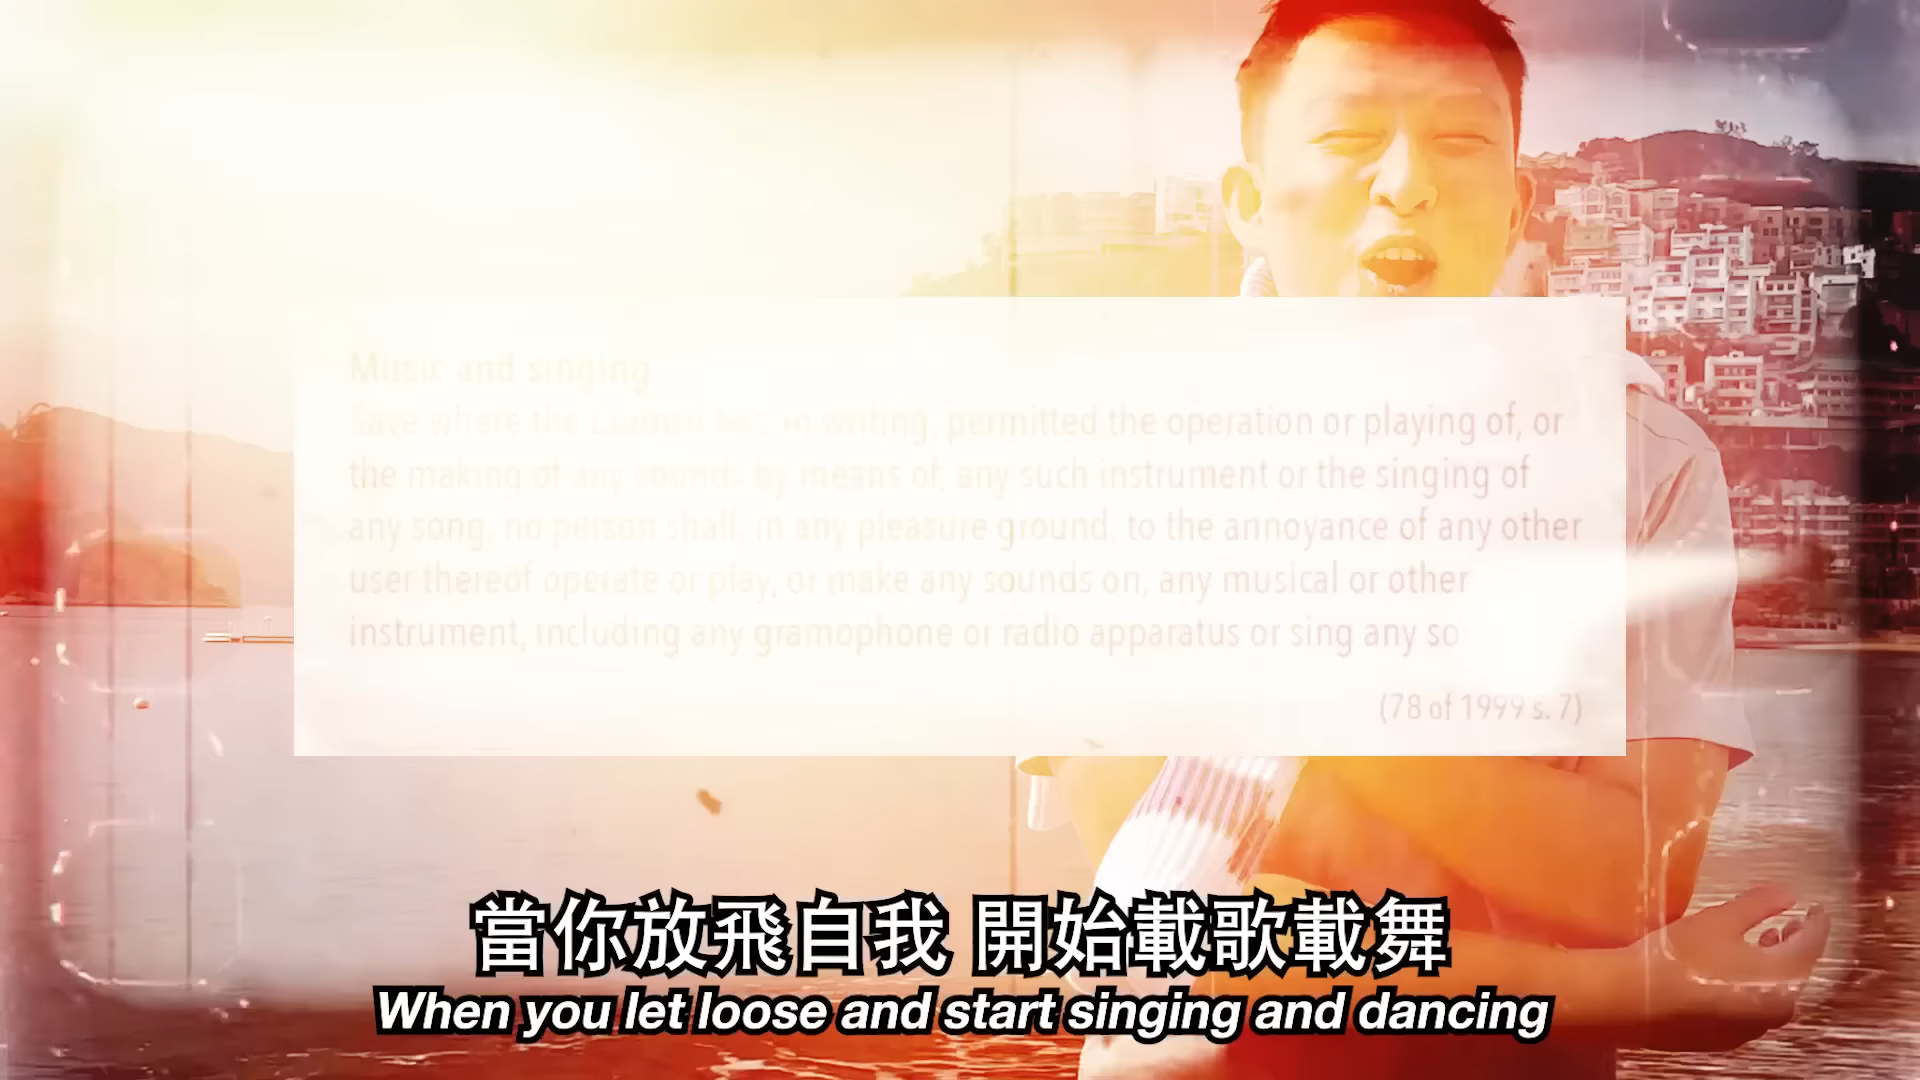 Music and singing
Save where the Council has, in writing, permitted the operation or playing of, or
the making of any sounds by means of, any such instrument or the singing of
any song, no person shall, in any pleasure ground, to the annoyance of any other
user thereof operate or play, or make any sounds on, any musical or other
instrument, including any gramophone or radio apparatus or sing any so
(78 of 1999 s. 7)
當你放飛自我 開始載歌載舞
When you let loose and start singing and dancing